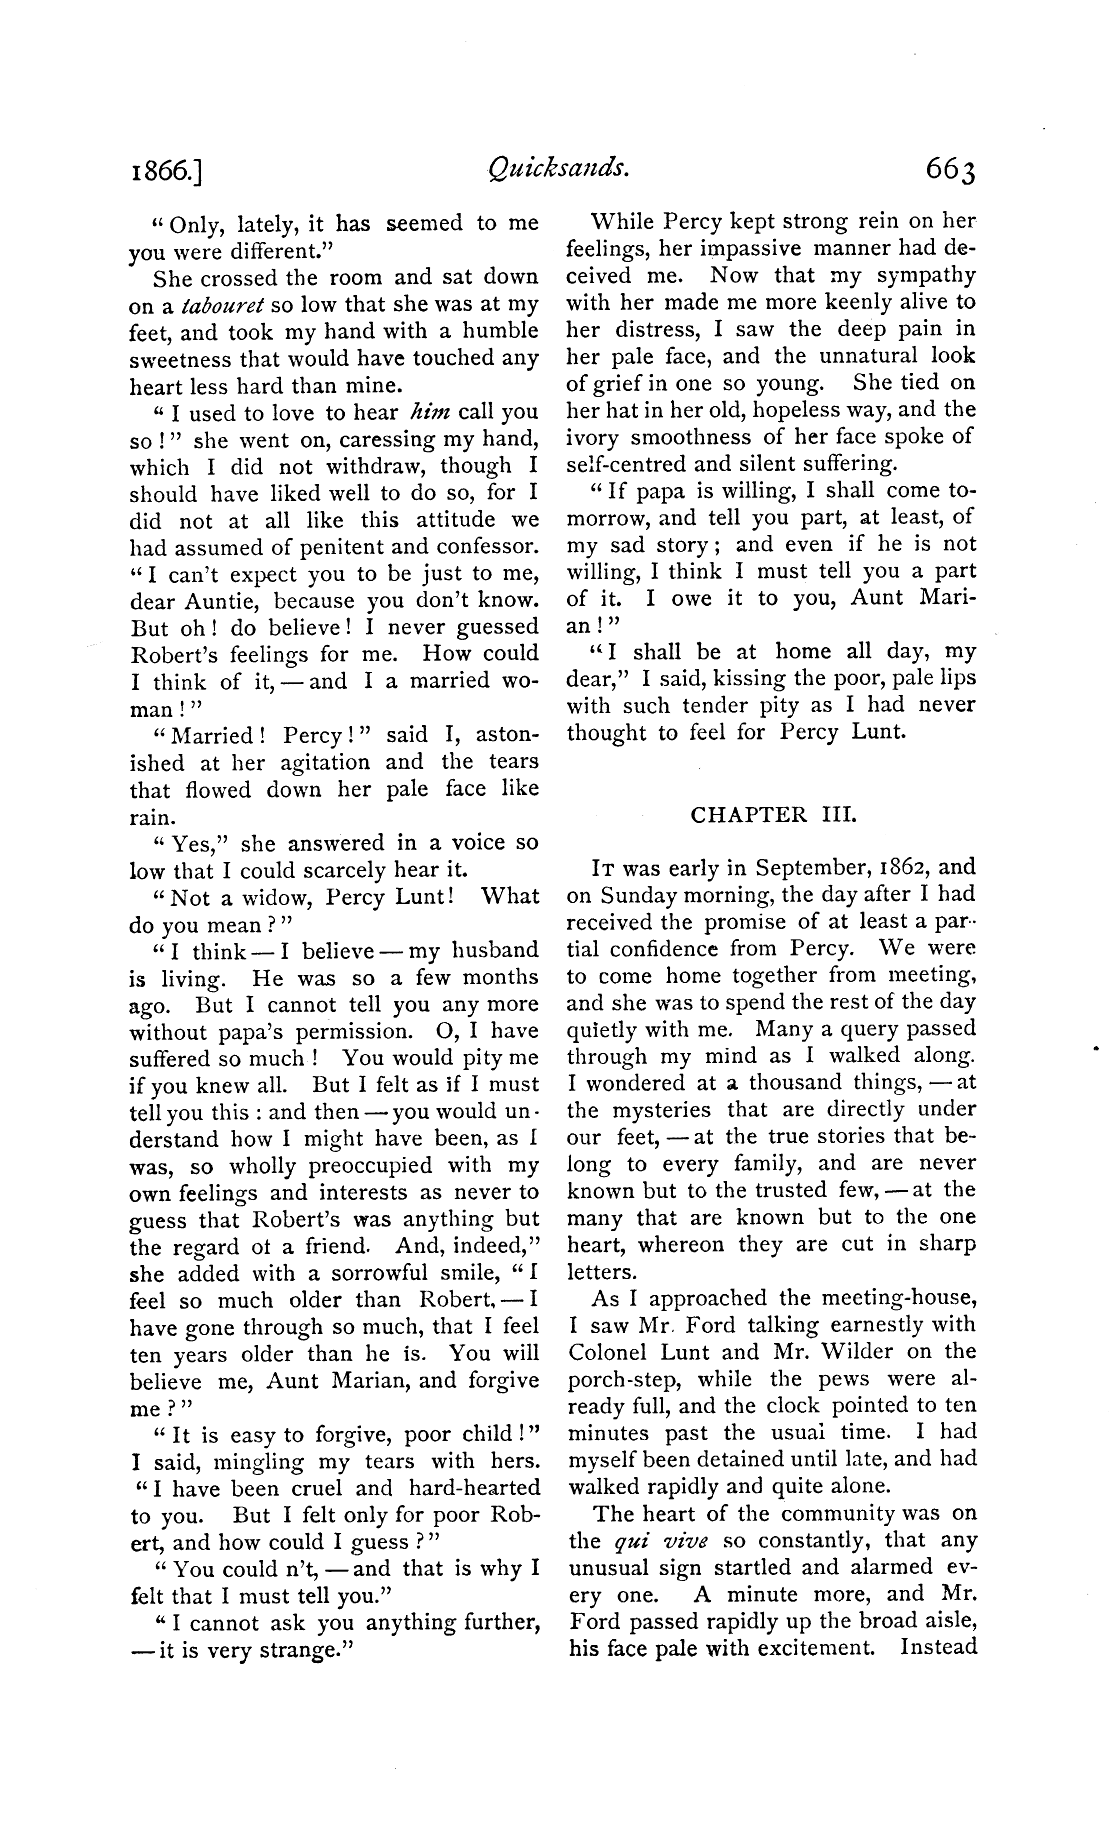 1866.] Quicksands. 663
“ Only, lately, it has seemed to me
you were different.”
She crossed the room and sat down
on a tabouret so low that she was at my
feet, and took my hand with a humble
sweetness that would have touched any
heart less hard than mine.
“ I used to love to hear him call you
so ! ” she went on, caressing my hand,
which I did not withdraw, though I
should have liked well to do so, for I
did not at all like this attitude we
had assumed of penitent and confessor.
“ I can't expect you to be just to me,
dear Auntie, because you don't know.
But oh ! do believe ! I never guessed
Robert's feelings for me. How could
I think of it, — and I a married wo-
man ! ”
“ Married ! Percy ! ” said I, aston-
ished at her agitation and the tears
that flowed down her pale face like
rain.
“ Yes,” she answered in a voice so
low that I could scarcely hear it.
“ Not a widow, Percy Lunt ! What
do you mean ? ”
“ I think — I believe — my husband
is living. He was so a few months
ago. But I cannot tell you any more
without papa's permission. O, I have
suffered so much ! You would pity me
if you knew all. But I felt as if I must
tell you this : and then — you would un-
derstand how I might have been, as I
was, so wholly preoccupied with my
own feelings and interests as never to
guess that Robert's was anything but
the regard of a friend. And, indeed,”
she added with a sorrowful smile, “ I
feel so much older than Robert, — I
have gone through so much, that I feel
ten years older than he is. You will
believe me, Aunt Marian, and forgive
me ? ”
“ It is easy to forgive, poor child ! ”
I said, mingling my tears with hers.
“ I have been cruel and hard-hearted
to you. But I felt only for poor Rob-
ert, and how could I guess ? ”
“ You could n't, — and that is why I
felt that I must tell you.”
“ I cannot ask you anything further,
— it is very strange.”
While Percy kept strong rein on her
feelings, her impassive manner had de-
ceived me. Now that my sympathy
with her made me more keenly alive to
her distress, I saw the deep pain in
her pale face, and the unnatural look
of grief in one so young. She tied on
her hat in her old, hopeless way, and the
ivory smoothness of her face spoke of
self-centred and silent suffering.
“ If papa is willing, I shall come to-
morrow, and tell you part, at least, of
my sad story ; and even if he is not
willing, I think I must tell you a part
of it. I owe it to you, Aunt Mari-
an ! ”
“ I shall be at home all day, my
dear,” I said, kissing the poor, pale lips
with such tender pity as I had never
thought to feel for Percy Lunt.
CHAPTER III.
IT was early in September, 1862, and
on Sunday morning, the day after I had
received the promise of at least a par-
tial confidence from Percy. We were
to come home together from meeting,
and she was to spend the rest of the day
quietly with me. Many a query passed
through my mind as I walked along.
I wondered at a thousand things, — at
the mysteries that are directly under
our feet, — at the true stories that be-
long to every family, and are never
known but to the trusted few, — at the
many that are known but to the one
heart, whereon they are cut in sharp
letters.
As I approached the meeting-house,
I saw Mr. Ford talking earnestly with
Colonel Lunt and Mr. Wilder on the
porch-step, while the pews were al-
ready full, and the clock pointed to ten
minutes past the usual time. I had
myself been detained until late, and had
walked rapidly and quite alone.
The heart of the community was on
the qui vive so constantly, that any
unusual sign startled and alarmed ev-
ery one. A minute more, and Mr.
Ford passed rapidly up the broad aisle,
his face pale with excitement. Instead